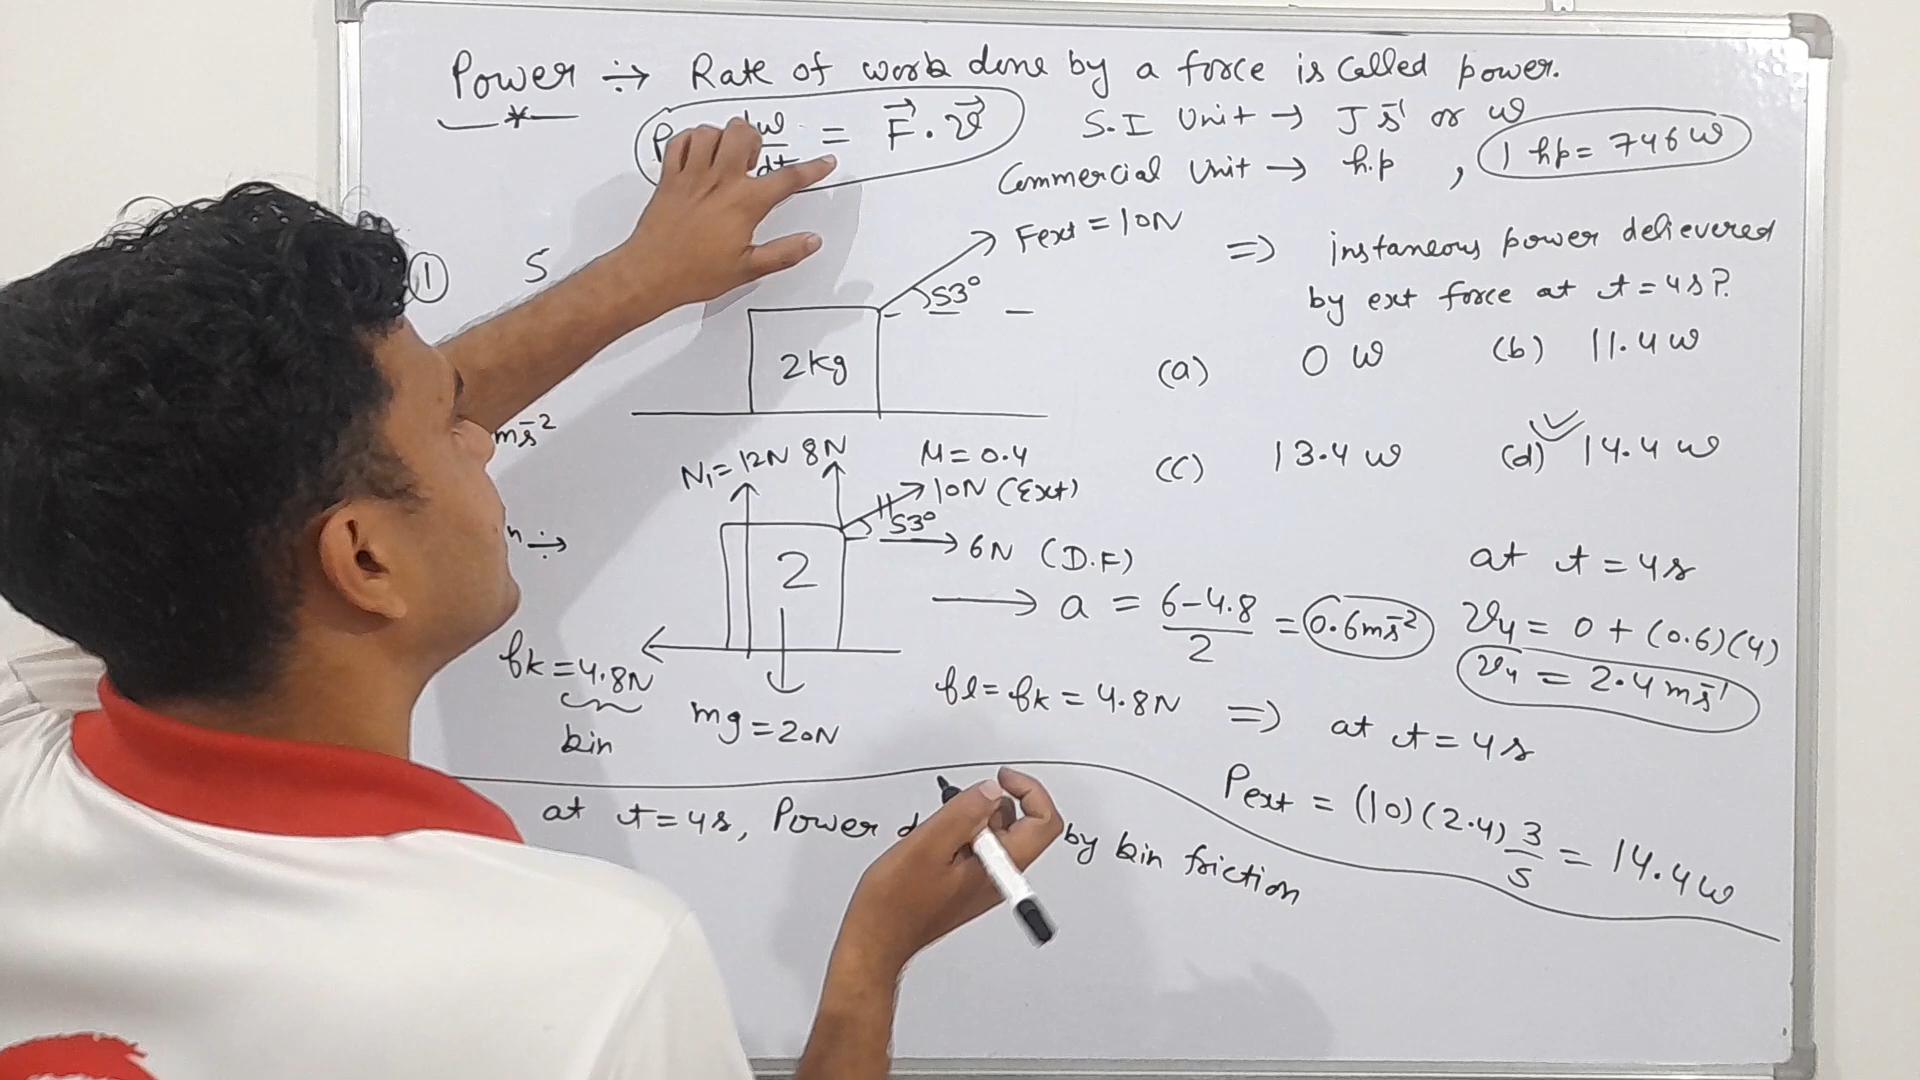 Power ÷→ Rate of work done by a force is Called power.
P dw/dt = F⃗ . v⃗
S.I Unit → J s⁻¹ or w
Commercial Unit → h.p , 1 hp = 746 w
① S
Fext = 10N
53°
2kg
⇒ instaneous power delievered
by ext force at t = 4s?
(a) 0 w (b) 11.4 w
(c) 13.4 w (d) 14.4 w
ms⁻²
N₁ = 12N 8N M = 0.4
10N (Ext)
53°
6N (D.F)
2
n ÷→
→ a = 6-4.8/2 = 0.6ms⁻²
fk = 4.8N
kin
mg = 20N
fl = fk = 4.8N
at t = 4s
v₄ = 0 + (0.6)(4)
v₄ = 2.4 ms⁻¹
⇒ at t = 4s
Pext = (10)(2.4) 3/5 = 14.4w
at t = 4s, Power d by kin friction